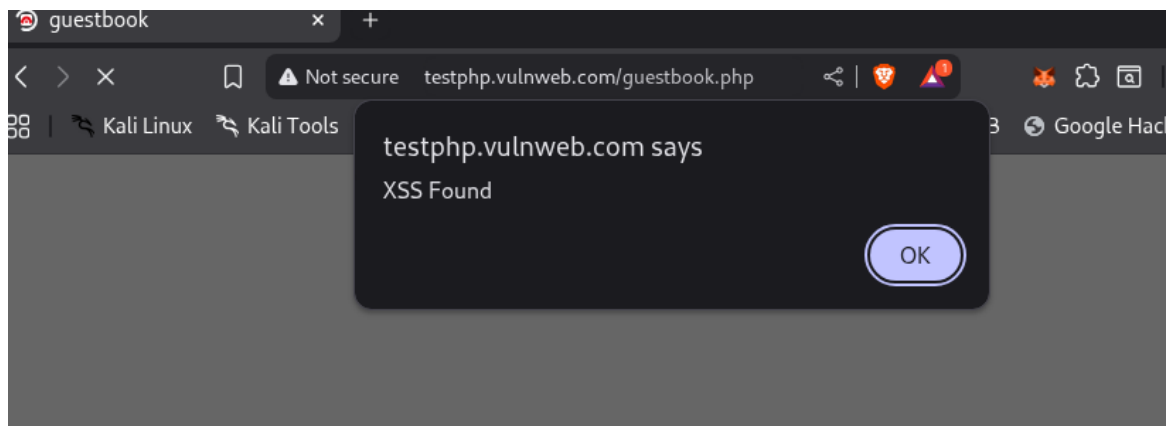 guestbook
Not secure testphp.vulnweb.com/guestbook.php 1
Kali Linux Kali Tools
Google Hac
testphp.vulnweb.com says
XSS Found
OK